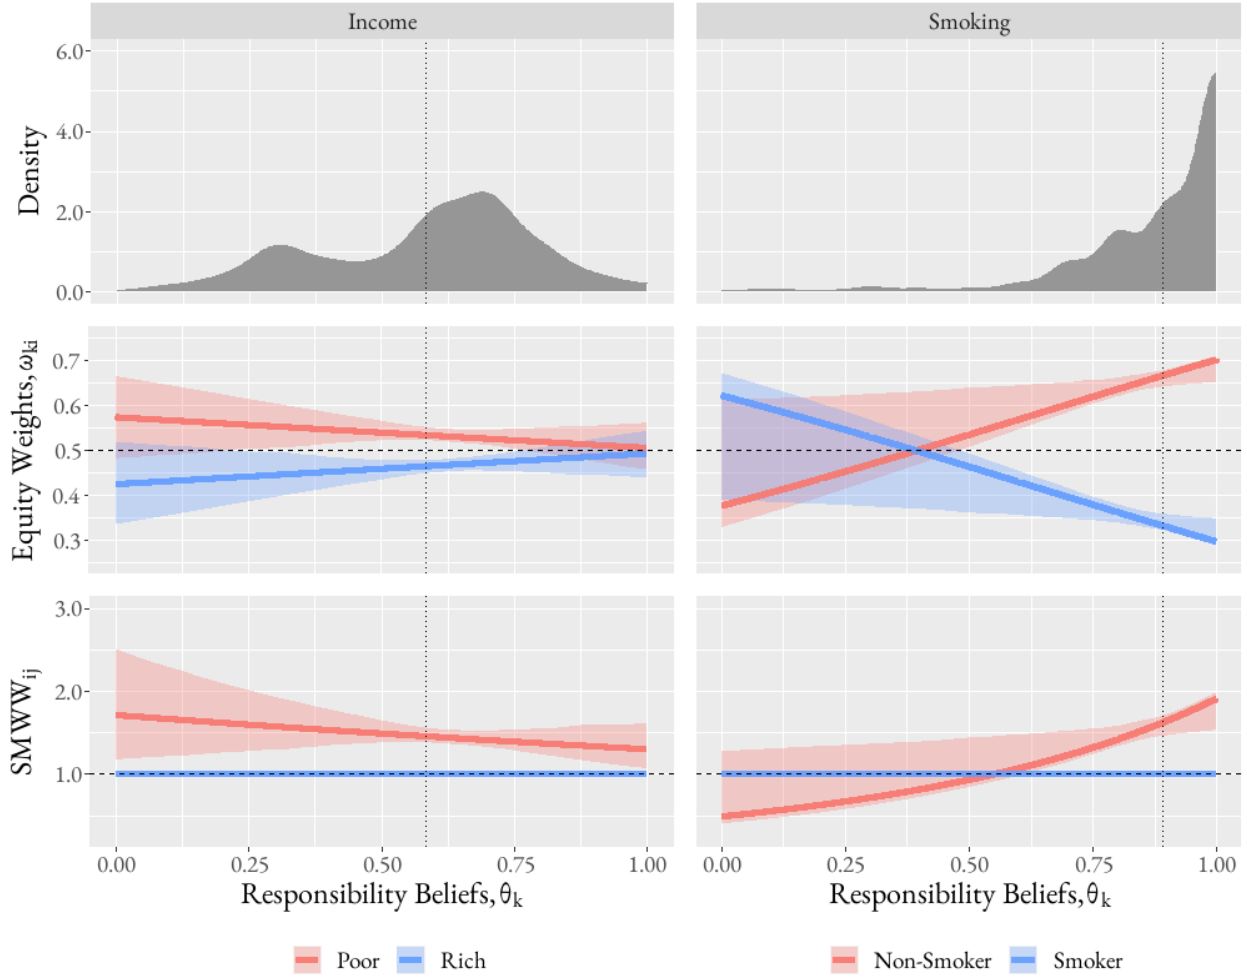 Income
Smoking
Density
6.0
4.0
2.0
0.0
Equity Weights, ωki
0.7
0.6
0.5
0.4
0.3
SMWWij
3.0
2.0
1.0
0.00 0.25 0.50 0.75 1.00
0.00 0.25 0.50 0.75 1.00
Responsibility Beliefs, θk
Responsibility Beliefs, θk
Poor Rich
Non-Smoker Smoker